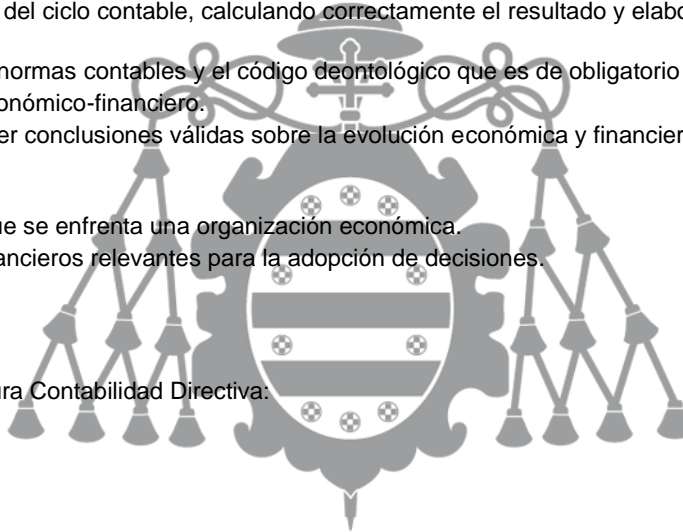 del ciclo contable, calculando correctamente el resultado y elabo
normas contables y el código deontológico que es de obligatorio
onómico-financiero.
er conclusiones válidas sobre la evolución económica y financier
ue se enfrenta una organización económica.
ancieros relevantes para la adopción de decisiones.
ura Contabilidad Directiva: